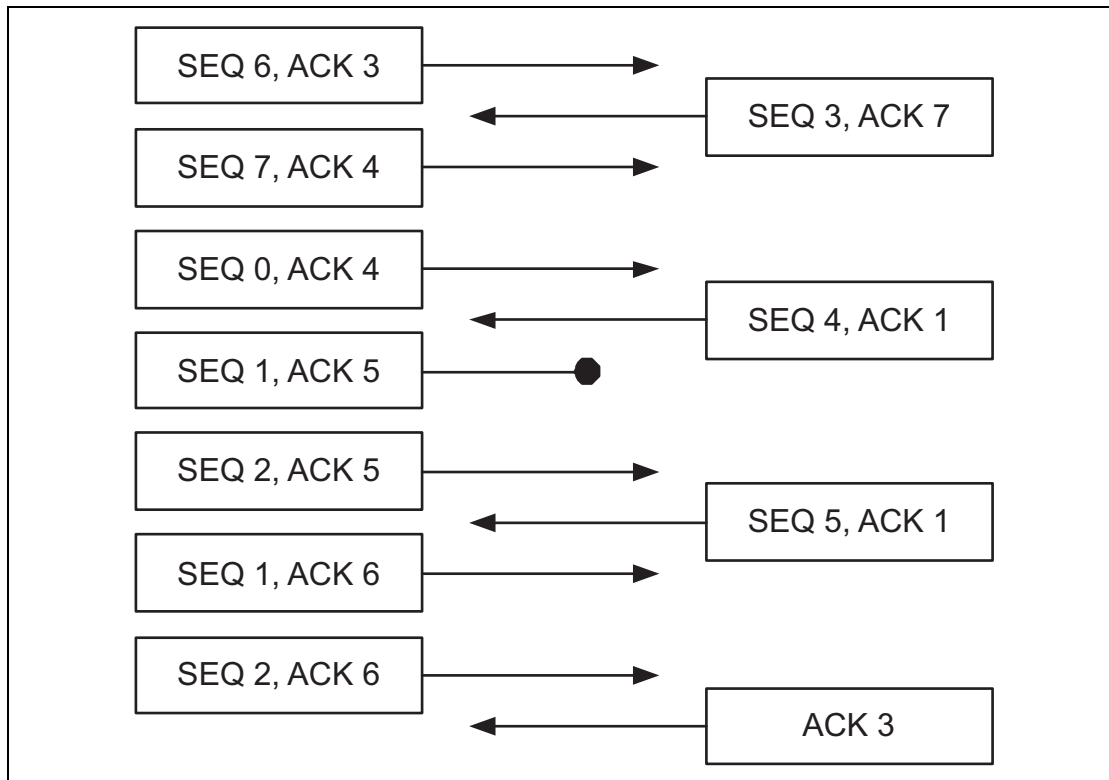 SEQ 6, ACK 3
SEQ 3, ACK 7
SEQ 7, ACK 4
SEQ 0, ACK 4
SEQ 4, ACK 1
SEQ 1, ACK 5
SEQ 2, ACK 5
SEQ 5, ACK 1
SEQ 1, ACK 6
SEQ 2, ACK 6
ACK 3